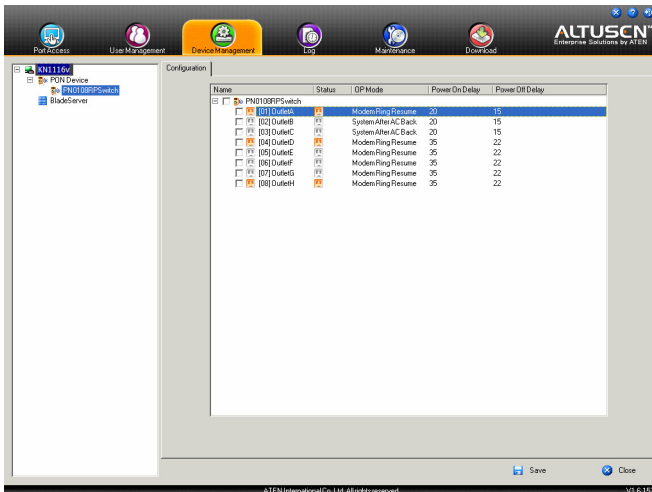 ALTUSCN
Enterprise Solutions by ATEN
Port Access User Management Device Management Log Maintenance Download
KN1116v
PON Device
PN0108RPSwitch
BladeServer
Configuration
Name Status OP Mode Power On Delay Power Off Delay
PN0108RPSwitch
[01] OutletA Modem Ring Resume 20 15
[02] OutletB System After AC Back 20 15
[03] OutletC System After AC Back 20 15
[04] OutletD Modem Ring Resume 35 22
[05] OutletE Modem Ring Resume 35 22
[06] OutletF Modem Ring Resume 35 22
[07] OutletG Modem Ring Resume 35 22
[08] OutletH Modem Ring Resume 35 22
Save Close
ATEN International Co. Ltd. All rights reserved.